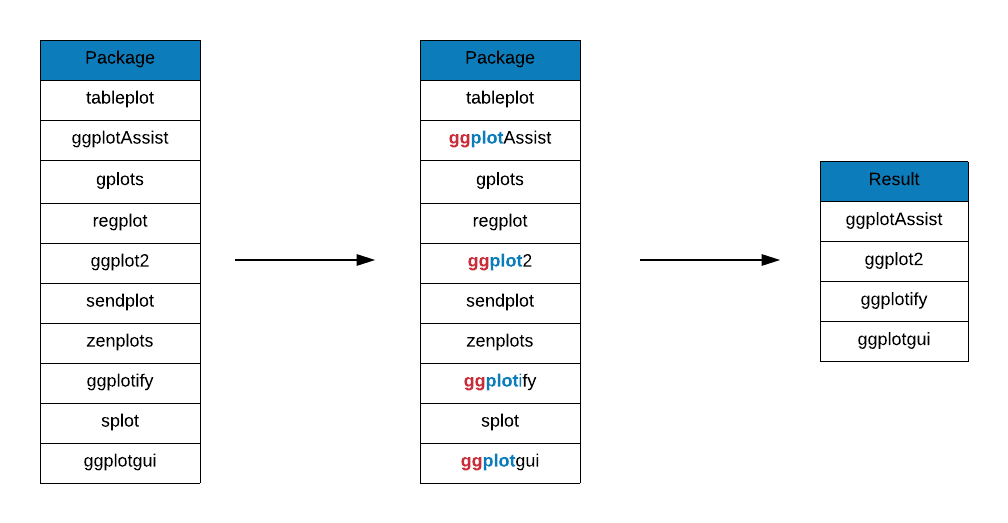 Package
tableplot
ggplotAssist
gplots
regplot
ggplot2
sendplot
zenplots
ggplotify
splot
ggplotgui
Package
tableplot
ggplotAssist
gplots
regplot
ggplot2
sendplot
zenplots
ggplotify
splot
ggplotgui
Result
ggplotAssist
ggplot2
ggplotify
ggplotgui